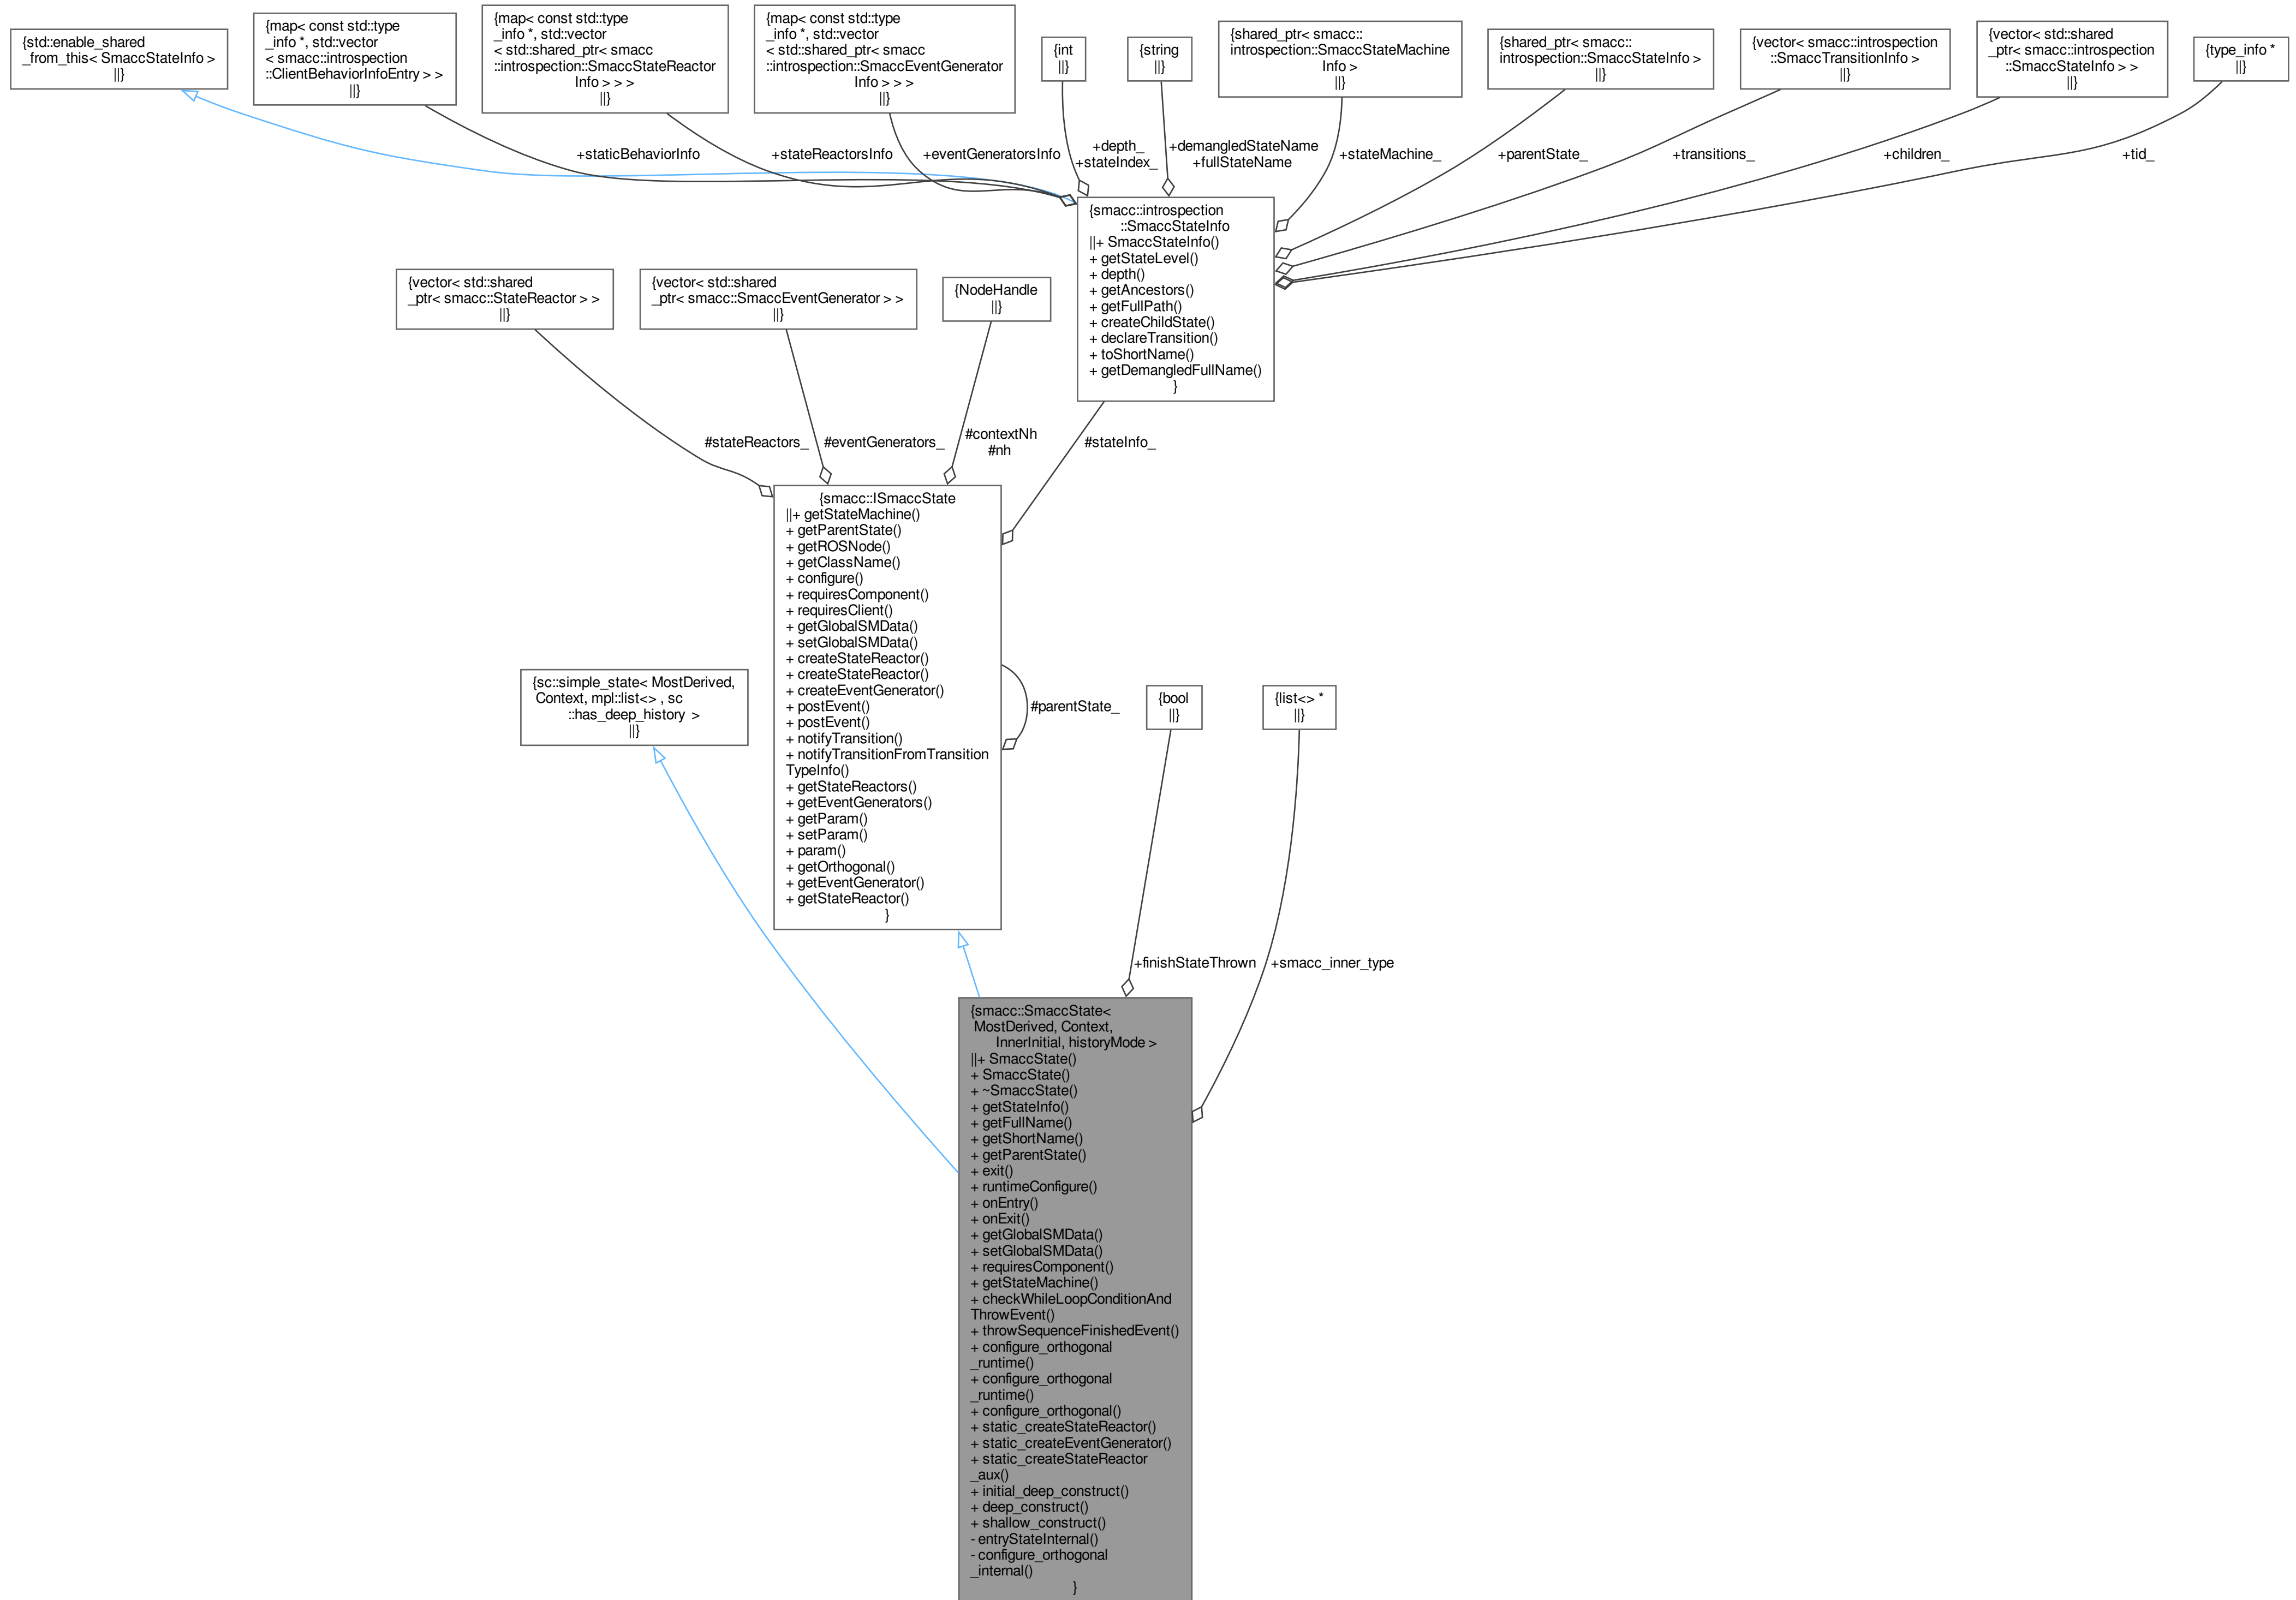 {std::enable_shared
_from_this< SmaccStateInfo >
||}
{map< const std::type
_info *, std::vector
< smacc::introspection
::ClientBehaviorInfoEntry > >
||}
{map< const std::type
_info *, std::vector
< std::shared_ptr< smacc
::introspection::SmaccStateReactor
Info > > >
||}
{map< const std::type
_info *, std::vector
< std::shared_ptr< smacc
::introspection::SmaccEventGenerator
Info > > >
||}
{int
||}
{string
||}
{shared_ptr< smacc::
introspection::SmaccStateMachine
Info >
||}
{shared_ptr< smacc::
introspection::SmaccStateInfo >
||}
{vector< smacc::introspection
::SmaccTransitionInfo >
||}
{vector< std::shared
_ptr< smacc::introspection
::SmaccStateInfo > >
||}
{type_info *
||}
+staticBehaviorInfo
+stateReactorsInfo
+eventGeneratorsInfo
+depth_
+stateIndex_
+demangledStateName
+fullStateName
+stateMachine_
+parentState_
+transitions_
+children_
+tid_
{smacc::introspection
::SmaccStateInfo
||+ SmaccStateInfo()
+ getStateLevel()
+ depth()
+ getAncestors()
+ getFullPath()
+ createChildState()
+ declareTransition()
+ toShortName()
+ getDemangledFullName()
}
{vector< std::shared
_ptr< smacc::StateReactor > >
||}
{vector< std::shared
_ptr< smacc::SmaccEventGenerator > >
||}
{NodeHandle
||}
#stateReactors_
#eventGenerators_
#contextNh
#nh
#stateInfo_
{smacc::ISmaccState
||+ getStateMachine()
+ getParentState()
+ getROSNode()
+ getClassName()
+ configure()
+ requiresComponent()
+ requiresClient()
+ getGlobalSMData()
+ setGlobalSMData()
+ createStateReactor()
+ createStateReactor()
+ createEventGenerator()
+ postEvent()
+ postEvent()
+ notifyTransition()
+ notifyTransitionFromTransition
TypeInfo()
+ getStateReactors()
+ getEventGenerators()
+ getParam()
+ setParam()
+ param()
+ getOrthogonal()
+ getEventGenerator()
+ getStateReactor()
}
#parentState_
{sc::simple_state< MostDerived,
Context, mpl::list<> , sc
::has_deep_history >
||}
{bool
||}
{list<> *
||}
+finishStateThrown
+smacc_inner_type
{smacc::SmaccState<
MostDerived, Context,
InnerInitial, historyMode >
||+ SmaccState()
+ SmaccState()
+ ~SmaccState()
+ getStateInfo()
+ getFullName()
+ getShortName()
+ getParentState()
+ exit()
+ runtimeConfigure()
+ onEntry()
+ onExit()
+ getGlobalSMData()
+ setGlobalSMData()
+ requiresComponent()
+ getStateMachine()
+ checkWhileLoopConditionAnd
ThrowEvent()
+ throwSequenceFinishedEvent()
+ configure_orthogonal
_runtime()
+ configure_orthogonal
_runtime()
+ configure_orthogonal()
+ static_createStateReactor()
+ static_createEventGenerator()
+ static_createStateReactor
_aux()
+ initial_deep_construct()
+ deep_construct()
+ shallow_construct()
- entryStateInternal()
- configure_orthogonal
_internal()
}